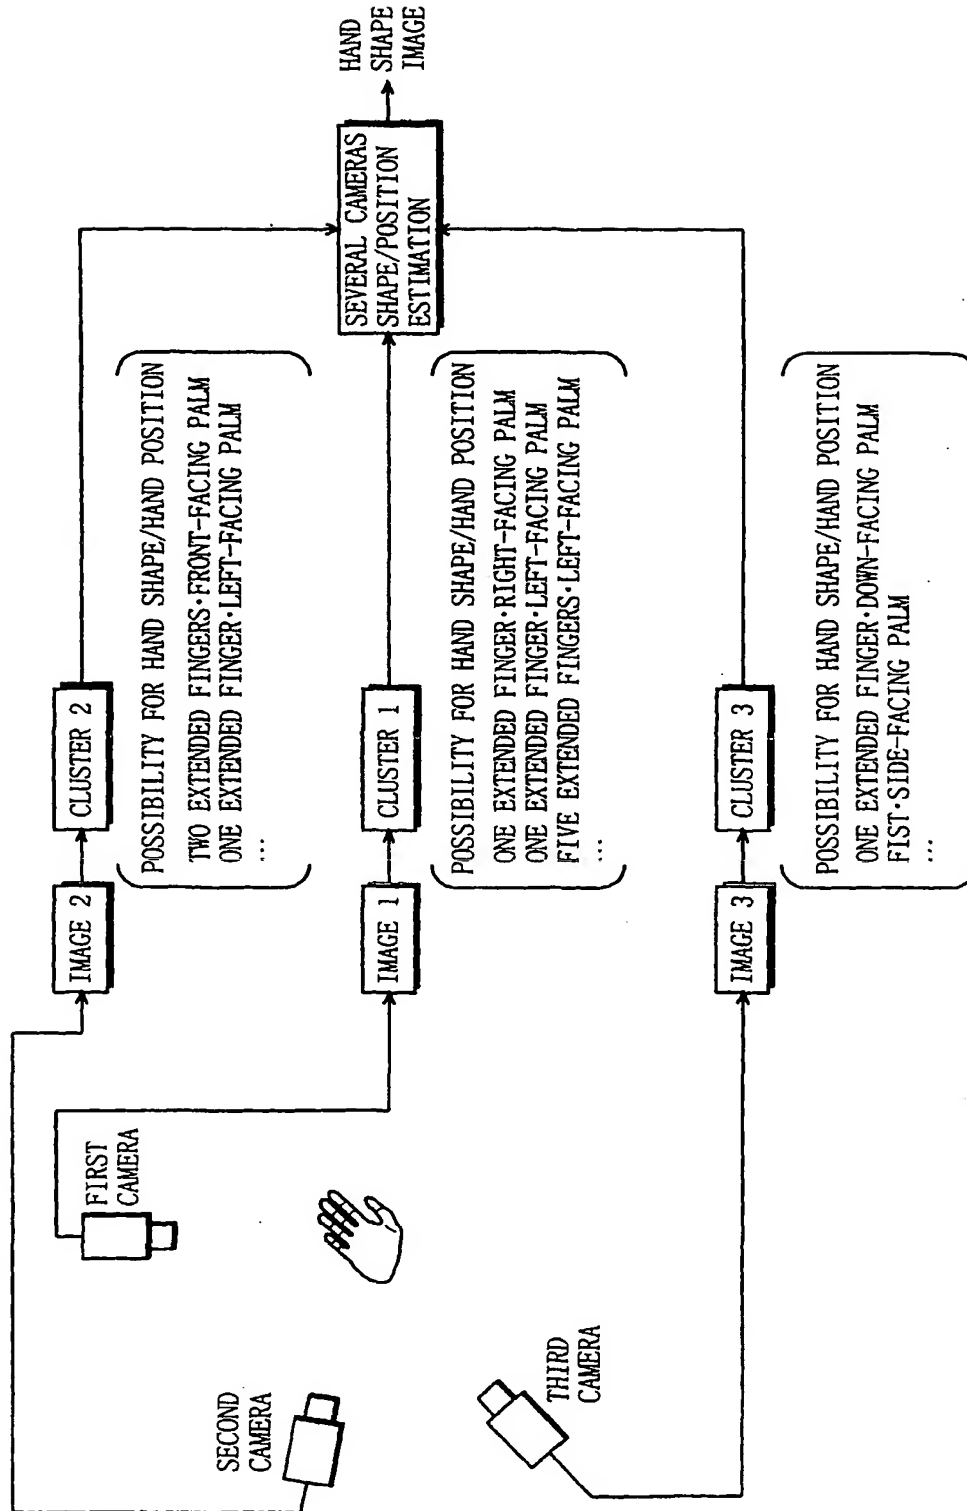 SECOND
CAMERA
FIRST
CAMERA
THIRD
CAMERA
IMAGE 2
CLUSTER 2
POSSIBILITY FOR HAND SHAPE/HAND POSITION
TWO EXTENDED FINGERS·FRONT-FACING PALM
ONE EXTENDED FINGER·LEFT-FACING PALM
...
IMAGE 1
CLUSTER 1
POSSIBILITY FOR HAND SHAPE/HAND POSITION
ONE EXTENDED FINGER·RIGHT-FACING PALM
ONE EXTENDED FINGER·LEFT-FACING PALM
FIVE EXTENDED FINGERS·LEFT-FACING PALM
...
IMAGE 3
CLUSTER 3
POSSIBILITY FOR HAND SHAPE/HAND POSITION
ONE EXTENDED FINGER·DOWN-FACING PALM
FIST·SIDE-FACING PALM
...
SEVERAL CAMERAS
SHAPE/POSITION
ESTIMATION
HAND
SHAPE
IMAGE